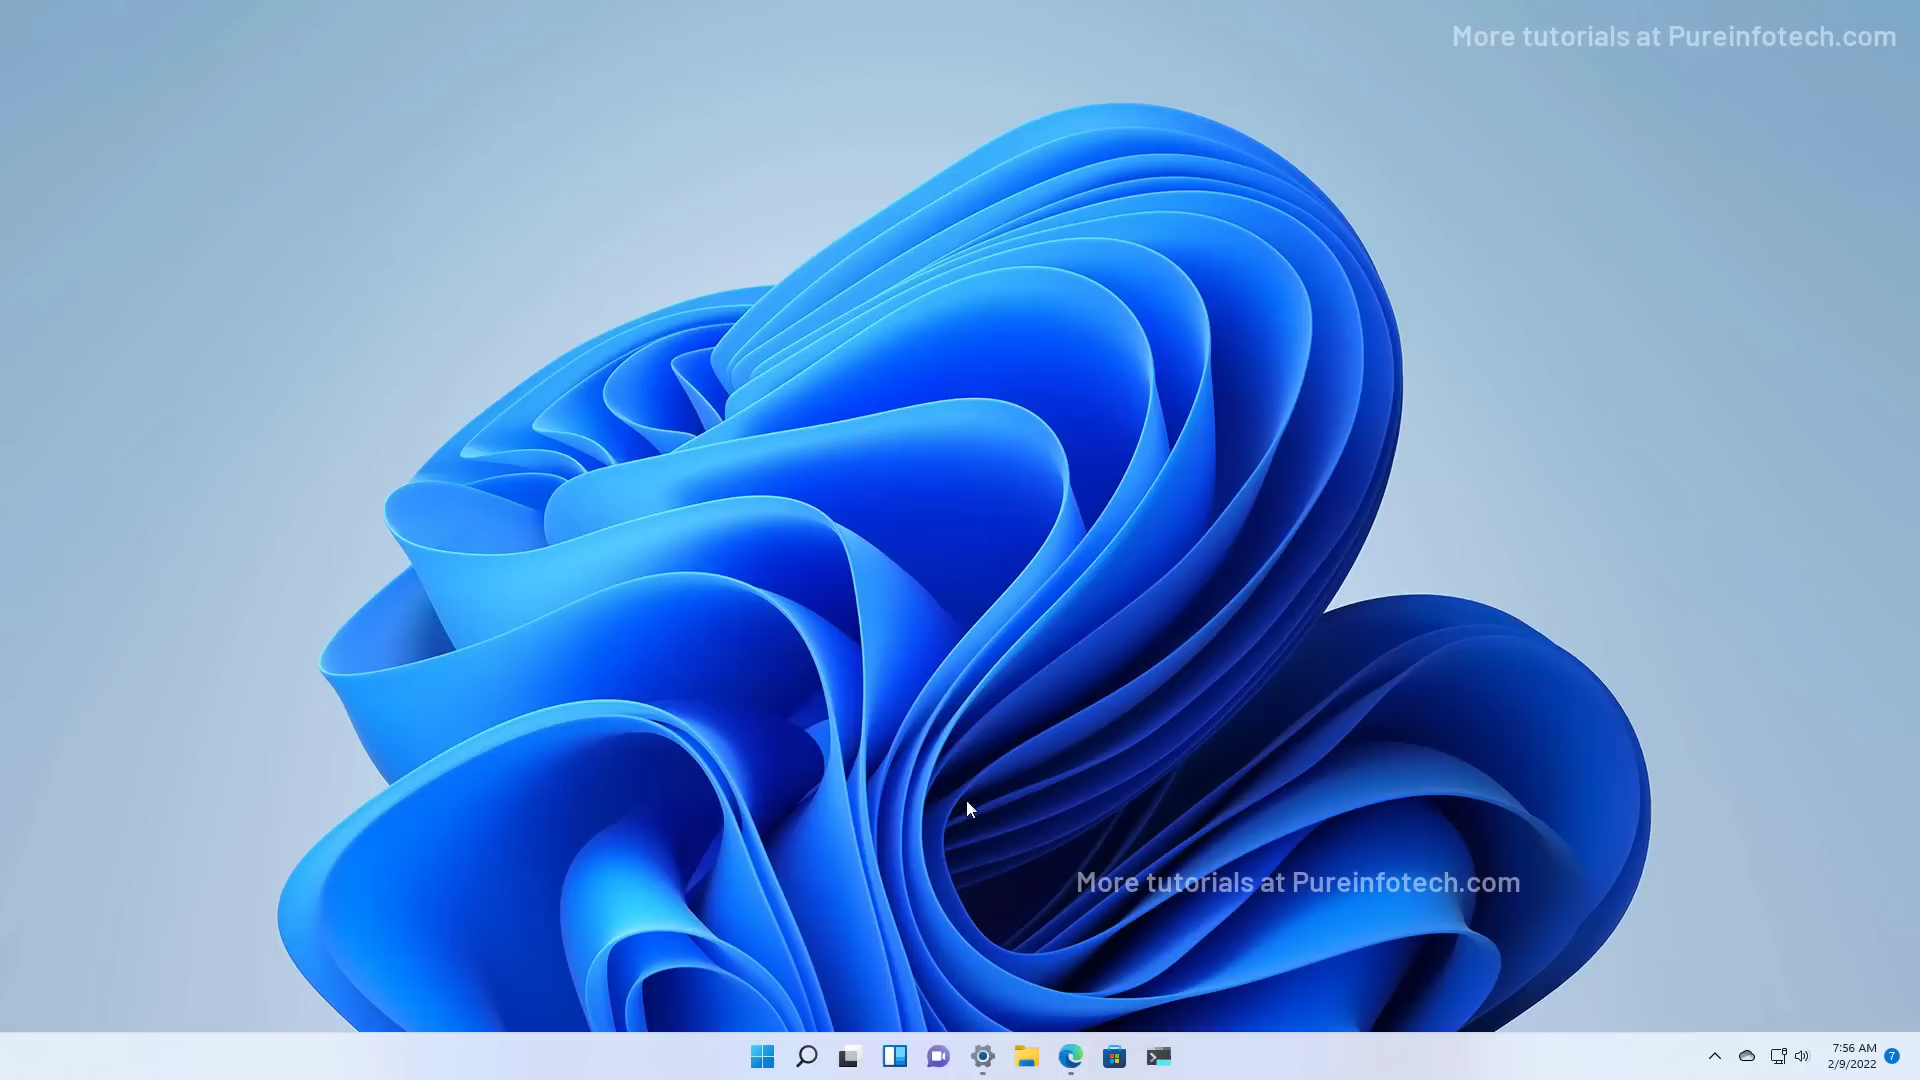 More tutorials at Pureinfotech.com
More tutorials at Pureinfotech.com
7:56 AM
2/9/2022
7